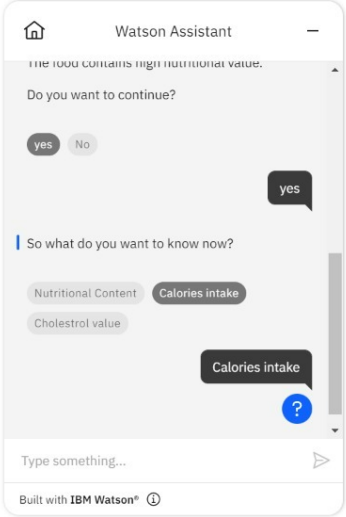 Watson Assistant
The food contains high nutritional value.
Do you want to continue?
yes No
yes
So what do you want to know now?
Nutritional Content Calories intake
Cholestrol value
Calories intake
?
Type something...
Built with IBM Watson® i